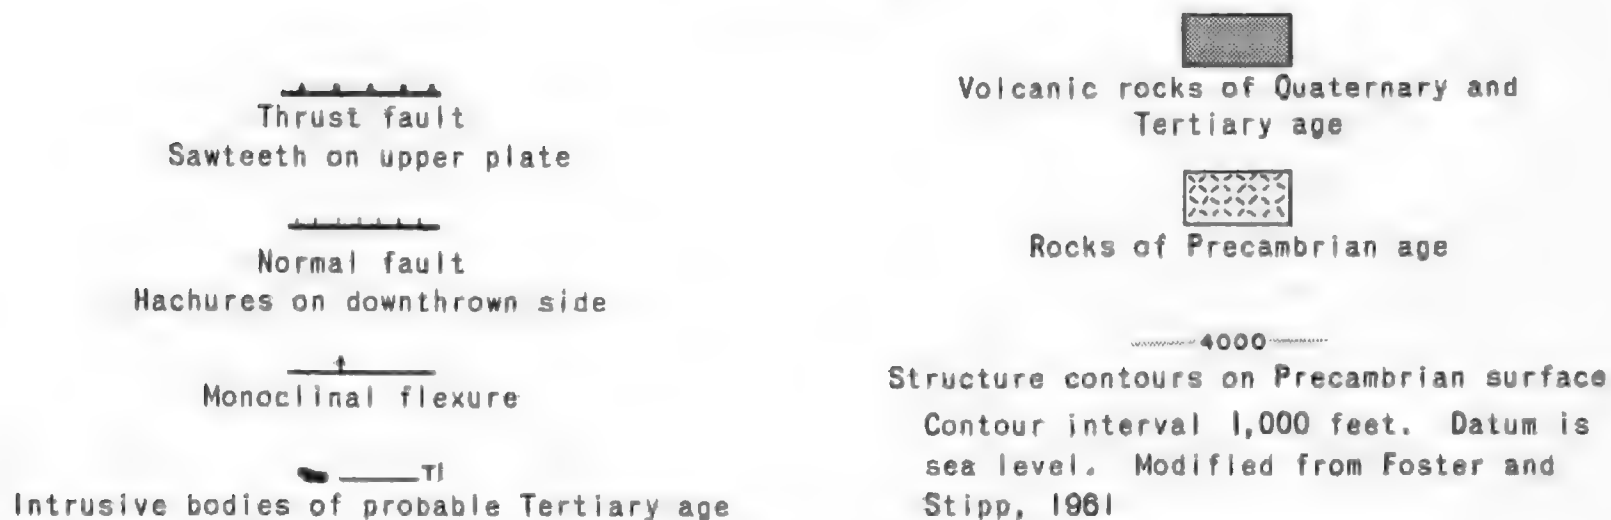 Thrust fault
Sawteeth on upper plate
Normal fault
Hachures on downthrown side
Monoclinal flexure
TI
Intrusive bodies of probable Tertiary age
Volcanic rocks of Quaternary and
Tertiary age
Rocks of Precambrian age
4000
Structure contours on Precambrian surface
Contour interval 1,000 feet. Datum is
sea level. Modified from Foster and
Stipp, 1961